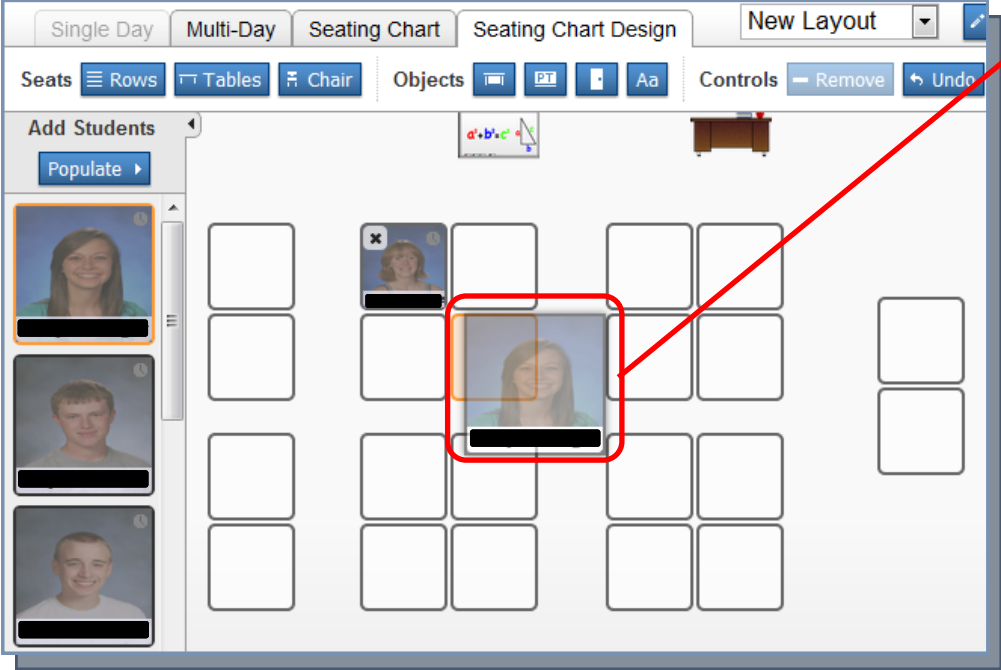 Single Day Multi-Day Seating Chart Seating Chart Design New Layout
Seats Rows Tables Chair Objects PT Aa Controls Remove Undo
Add Students
Populate
a²+b²=c²
b